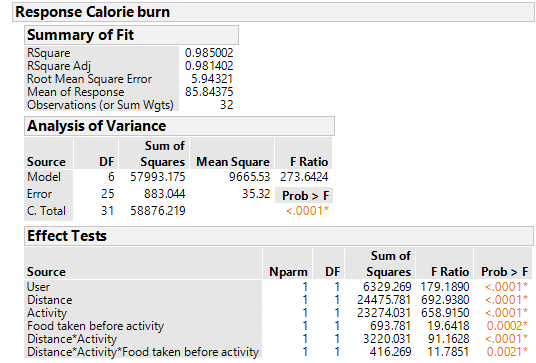 Response Calorie burn
Summary of Fit
RSquare 0.985002
RSquare Adj 0.981402
Root Mean Square Error 5.94321
Mean of Response 85.84375
Observations (or Sum Wgts) 32
Analysis of Variance
Sum of
Source DF Squares Mean Square F Ratio
Model 6 57993.175 9665.53 273.6424
Error 25 883.044 35.32 Prob > F
C. Total 31 58876.219 <.0001*
Effect Tests
Sum of
Source Nparm DF Squares F Ratio Prob > F
User 1 1 6329.269 179.1890 <.0001*
Distance 1 1 24475.781 692.9380 <.0001*
Activity 1 1 23274.031 658.9150 <.0001*
Food taken before activity 1 1 693.781 19.6418 0.0002*
Distance*Activity 1 1 3220.031 91.1628 <.0001*
Distance*Activity*Food taken before activity 1 1 416.269 11.7851 0.0021*